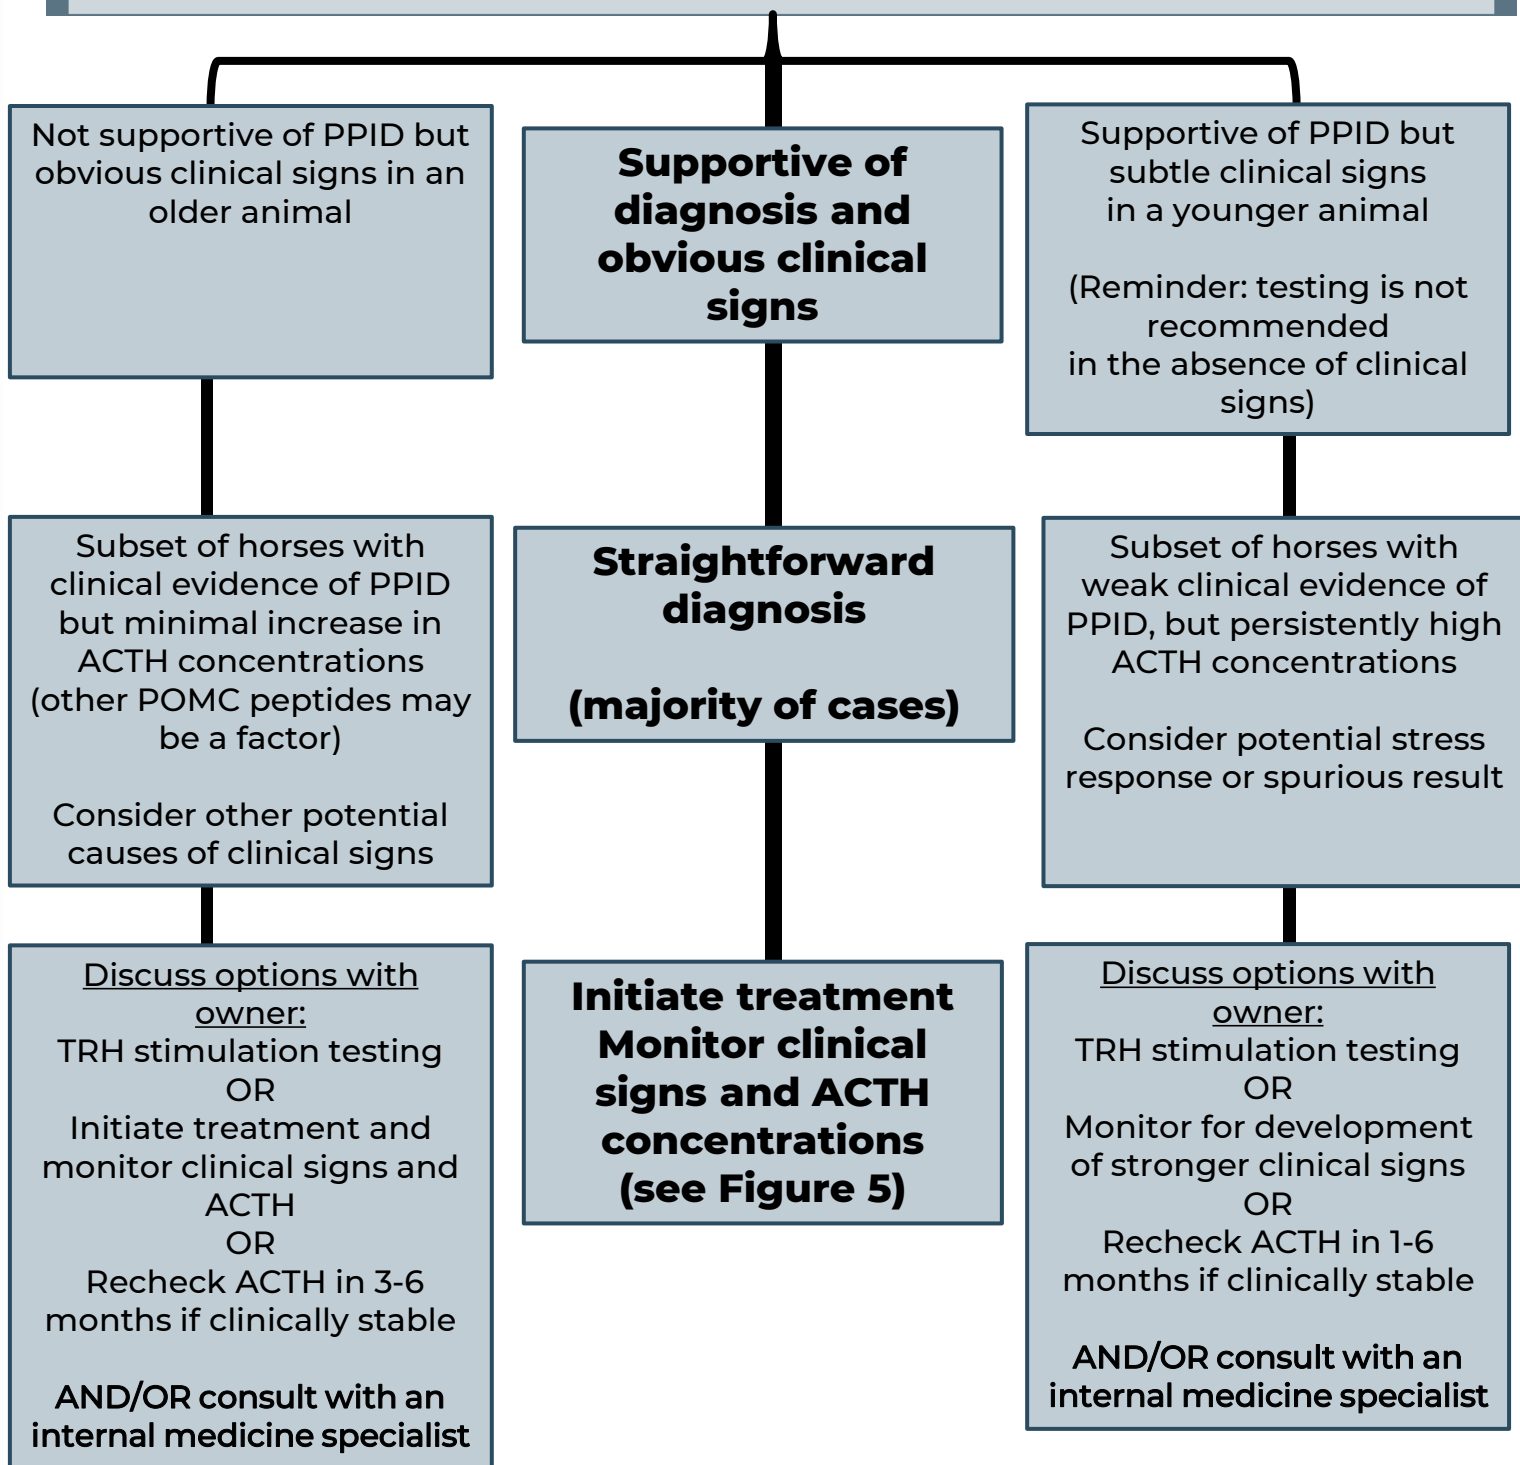 Not supportive of PPID but
obvious clinical signs in an
older animal
Supportive of
diagnosis and
obvious clinical
signs
Supportive of PPID but
subtle clinical signs
in a younger animal
(Reminder: testing is not
recommended
in the absence of clinical
signs)
Subset of horses with
clinical evidence of PPID
but minimal increase in
ACTH concentrations
(other POMC peptides may
be a factor)
Consider other potential
causes of clinical signs
Straightforward
diagnosis
(majority of cases)
Subset of horses with
weak clinical evidence of
PPID, but persistently high
ACTH concentrations
Consider potential stress
response or spurious result
Discuss options with
owner:
TRH stimulation testing
OR
Initiate treatment and
monitor clinical signs and
ACTH
OR
Recheck ACTH in 3-6
months if clinically stable
AND/OR consult with an
internal medicine specialist
Initiate treatment
Monitor clinical
signs and ACTH
concentrations
(see Figure 5)
Discuss options with
owner:
TRH stimulation testing
OR
Monitor for development
of stronger clinical signs
OR
Recheck ACTH in 1-6
months if clinically stable
AND/OR consult with an
internal medicine specialist